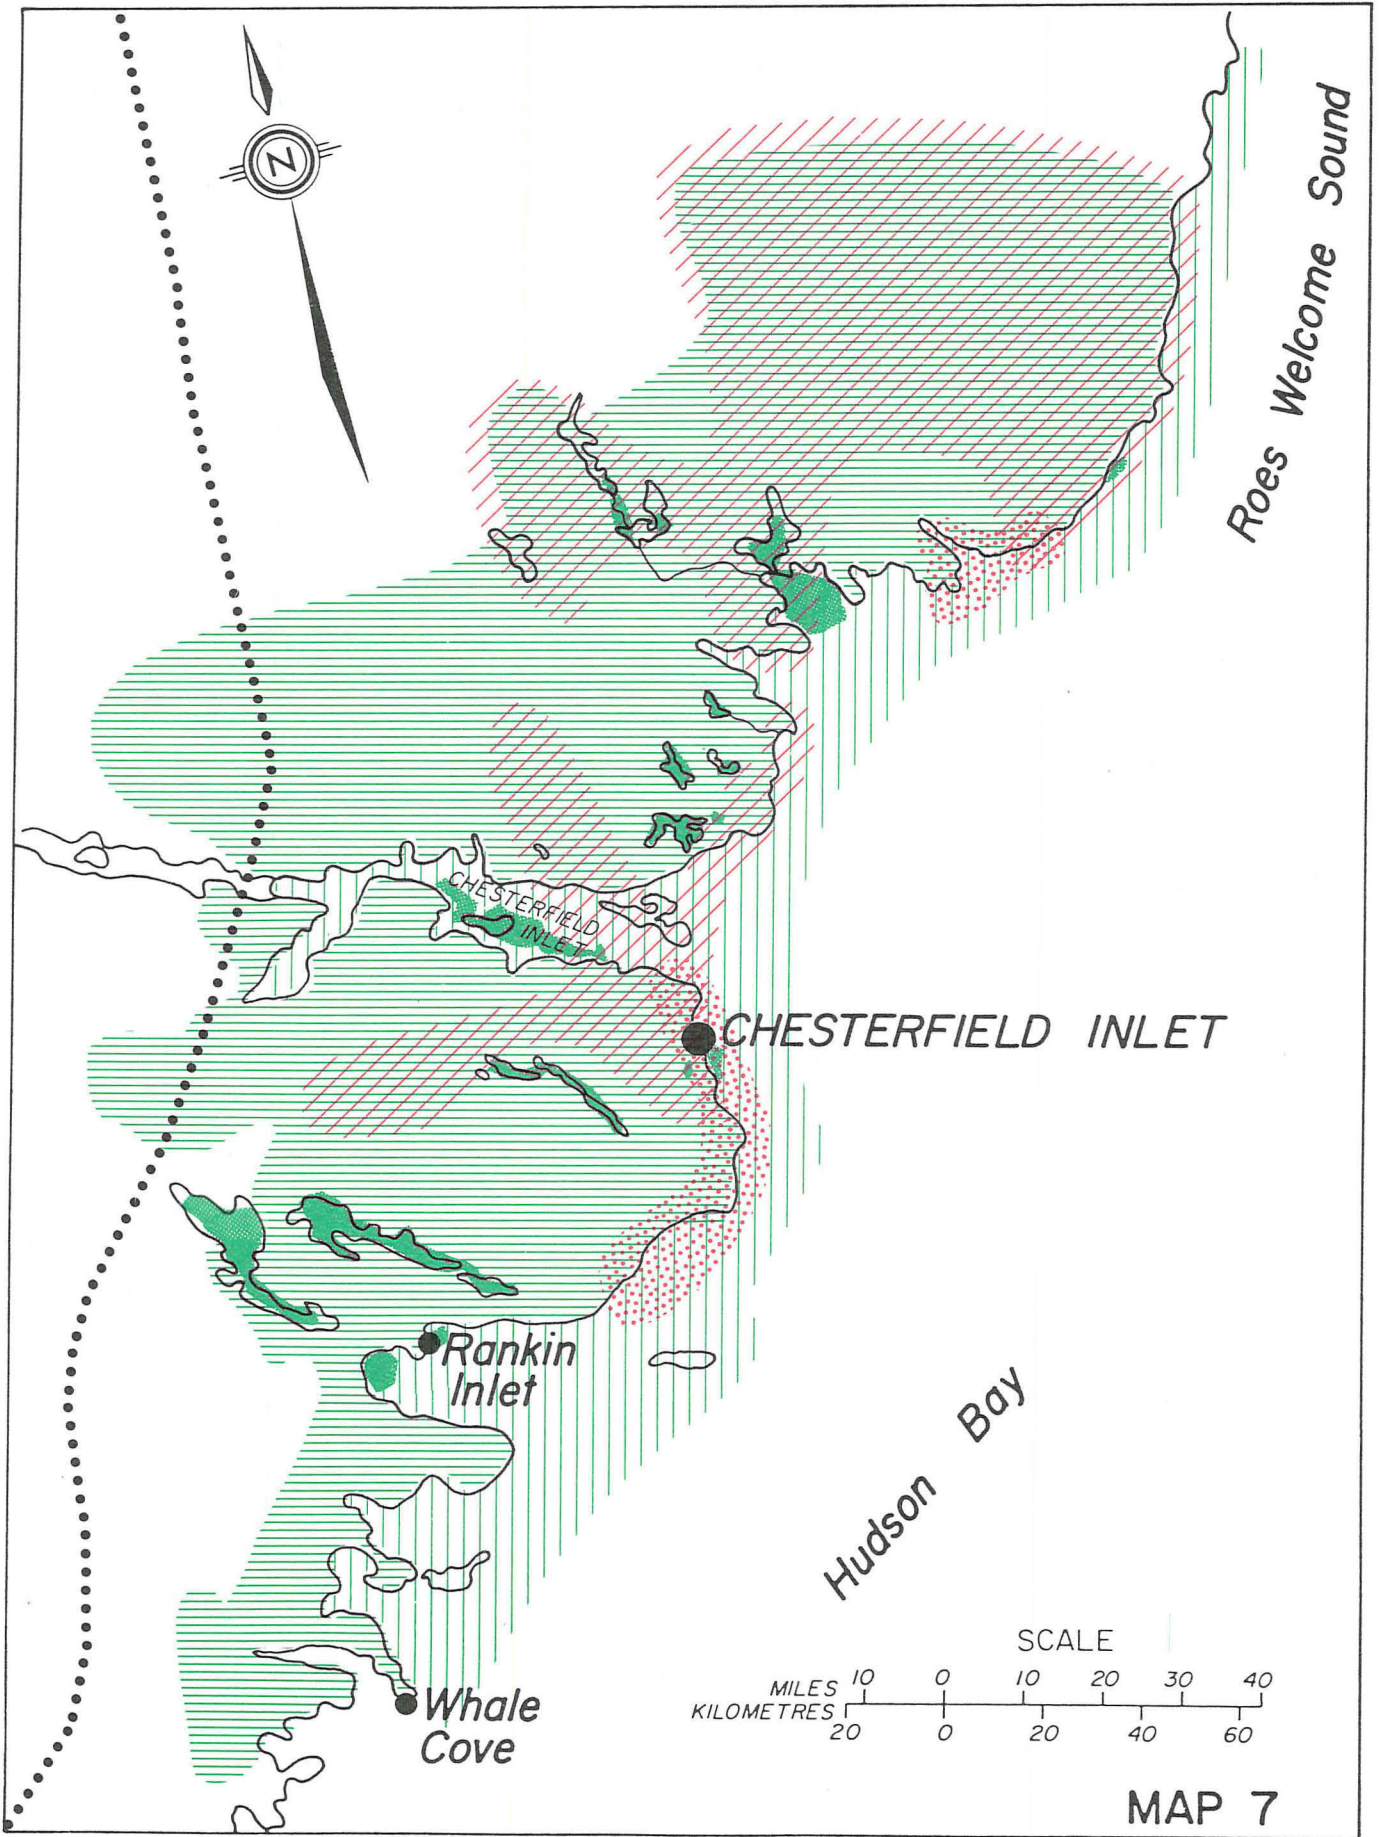 N
Roes Welcome Sound
CHESTERFIELD
INLET
CHESTERFIELD INLET
Rankin
Inlet
Hudson Bay
Whale
Cove
SCALE
MILES 10 0 10 20 30 40
KILOMETRES
20 0 20 40 60
MAP 7